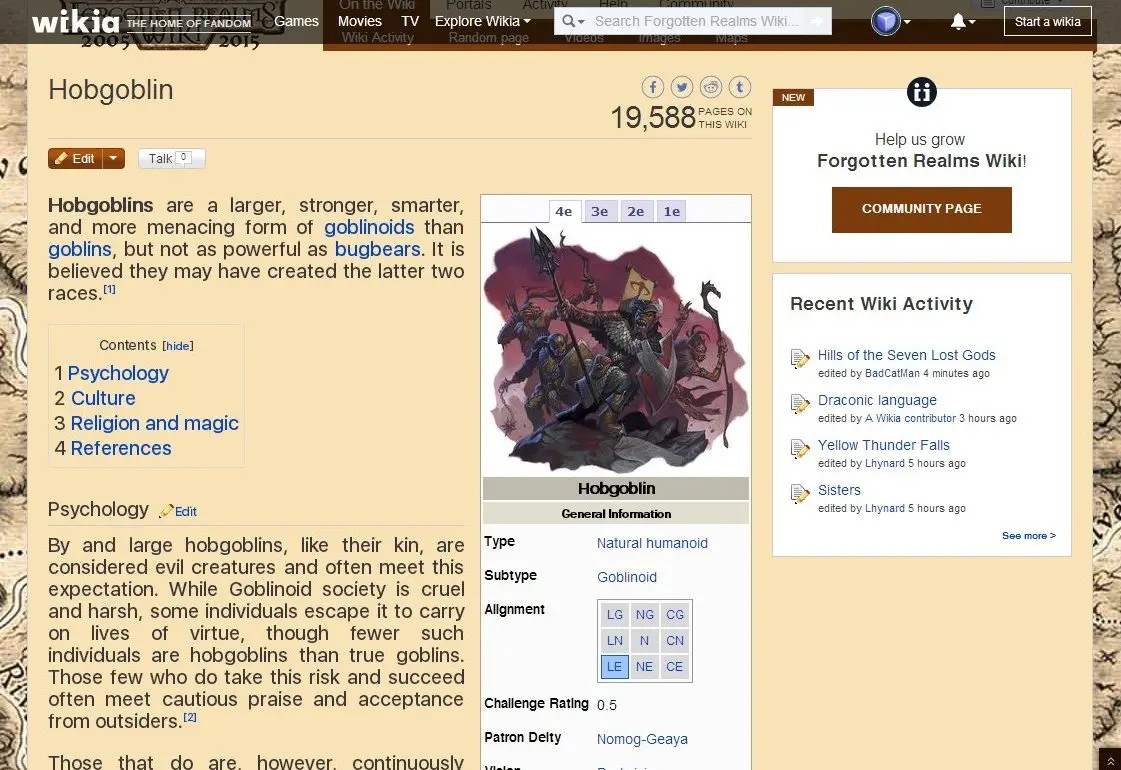 On the Wiki Portals Activity Help Community Contribute
wikia THE HOME OF FANDOM Games Movies TV Explore Wikia Search Forgotten Realms Wiki... Start a wikia
WIKI
2005 2015
Wiki Activity Random page Videos Images Maps
Hobgoblin
19,588 PAGES ON THIS WIKI
Edit Talk 0
Hobgoblins are a larger, stronger, smarter,
and more menacing form of goblinoids than
goblins, but not as powerful as bugbears. It is
believed they may have created the latter two
races.[1]
Contents [hide]
1 Psychology
2 Culture
3 Religion and magic
4 References
Psychology Edit
By and large hobgoblins, like their kin, are
considered evil creatures and often meet this
expectation. While Goblinoid society is cruel
and harsh, some individuals escape it to carry
on lives of virtue, though fewer such
individuals are hobgoblins than true goblins.
Those few who do take this risk and succeed
often meet cautious praise and acceptance
from outsiders.[2]
Those that do are, however, continuously
4e 3e 2e 1e
Hobgoblin
General Information
Type Natural humanoid
Subtype Goblinoid
Alignment
LG NG CG
LN N CN
LE NE CE
Challenge Rating 0.5
Patron Deity Nomog-Geaya
Vision
NEW
Help us grow
Forgotten Realms Wiki!
COMMUNITY PAGE
Recent Wiki Activity
Hills of the Seven Lost Gods
edited by BadCatMan 4 minutes ago
Draconic language
edited by A Wikia contributor 3 hours ago
Yellow Thunder Falls
edited by Lhynard 5 hours ago
Sisters
edited by Lhynard 5 hours ago
See more >